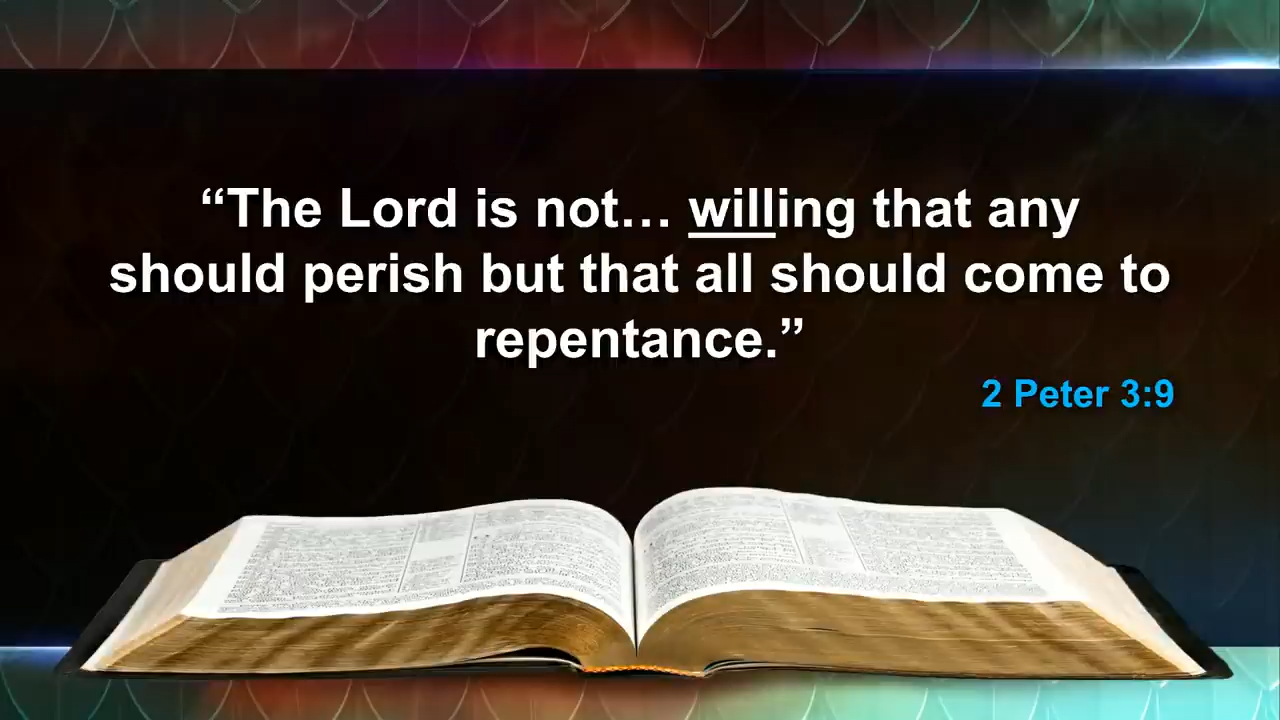 “The Lord is not… willing that any
should perish but that all should come to
repentance.”
2 Peter 3:9